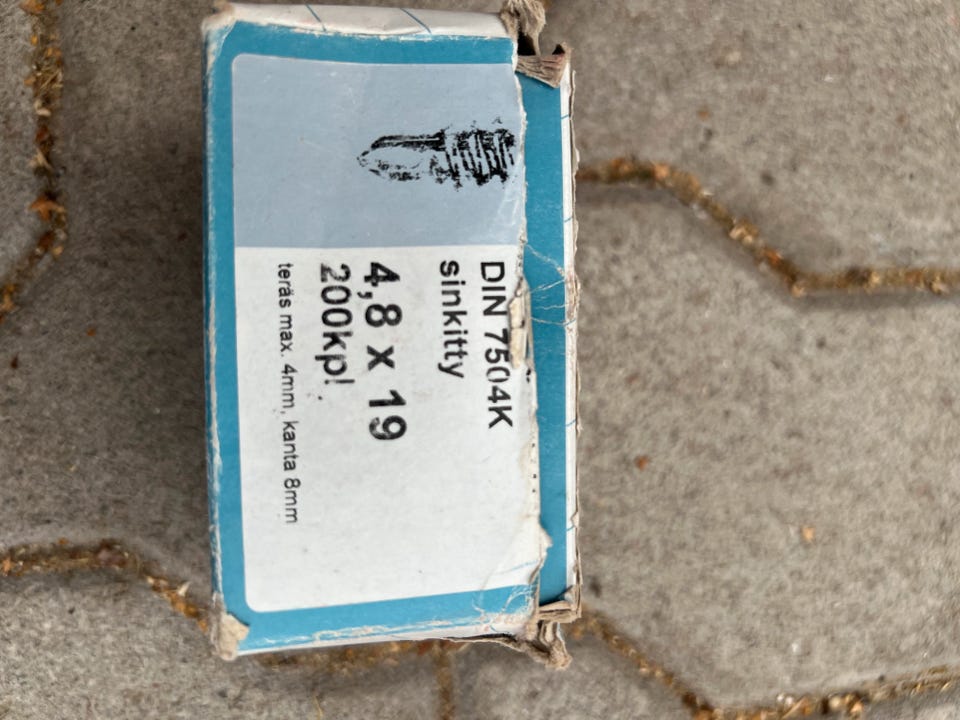 DIN 7504K
sinkitty
4,8 x 19
200kpl
teräs max. 4mm, kanta 8mm